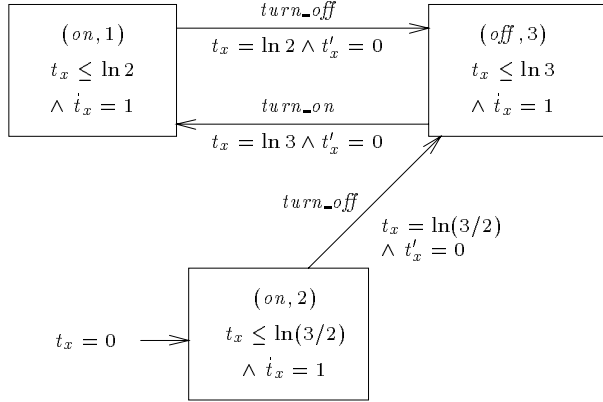 turn_off
(on, 1)
(off, 3)
t_x = ln 2 ∧ t'_x = 0
t_x ≤ ln 2
t_x ≤ ln 3
∧ ṫ_x = 1
∧ ṫ_x = 1
turn_on
t_x = ln 3 ∧ t'_x = 0
turn_off
t_x = ln(3/2)
∧ t'_x = 0
(on, 2)
t_x ≤ ln(3/2)
t_x = 0
∧ ṫ_x = 1